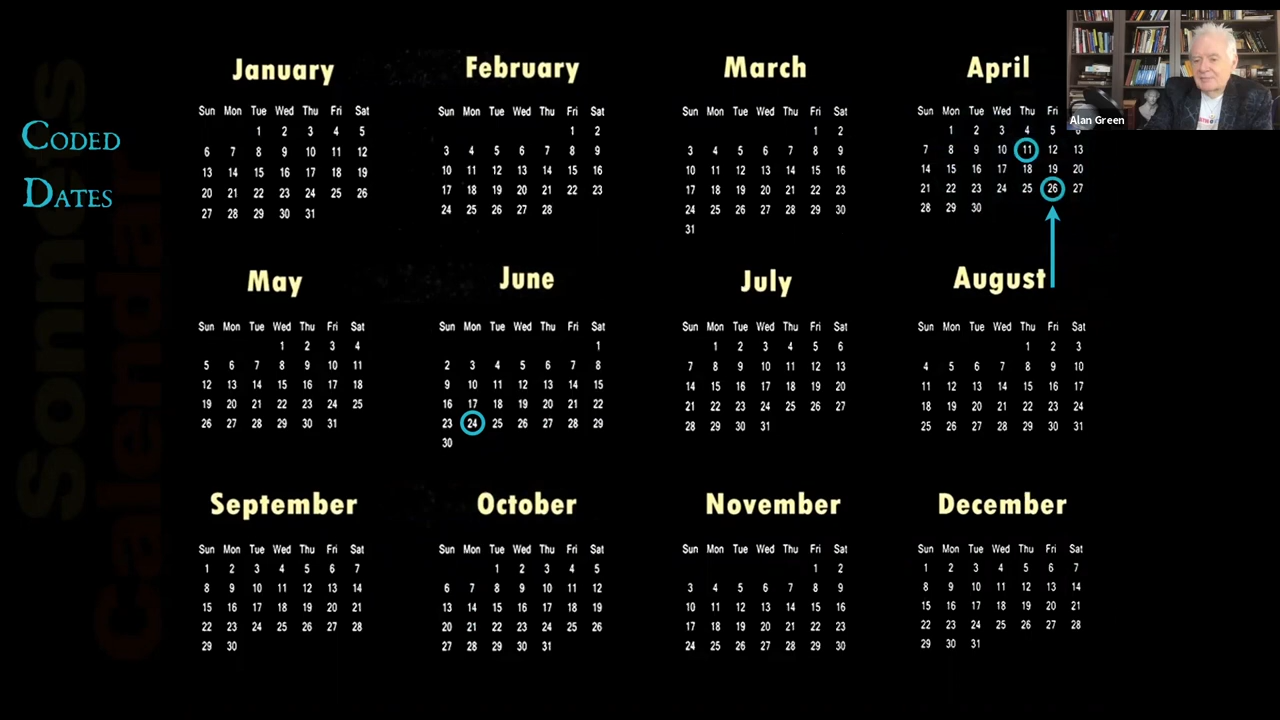 Coded
Dates
Sonnets
Calendar
January
Sun Mon Tue Wed Thu Fri Sat
1 2 3 4 5
6 7 8 9 10 11 12
13 14 15 16 17 18 19
20 21 22 23 24 25 26
27 28 29 30 31
February
Sun Mon Tue Wed Thu Fri Sat
1 2
3 4 5 6 7 8 9
10 11 12 13 14 15 16
17 18 19 20 21 22 23
24 25 26 27 28
March
Sun Mon Tue Wed Thu Fri Sat
1 2
3 4 5 6 7 8 9
10 11 12 13 14 15 16
17 18 19 20 21 22 23
24 25 26 27 28 29 30
31
April
Sun Mon Tue Wed Thu Fri
1 2 3 4 5 6
7 8 9 10 11 12 13
14 15 16 17 18 19 20
21 22 23 24 25 26 27
28 29 30
Alan Green
May
Sun Mon Tue Wed Thu Fri Sat
1 2 3 4
5 6 7 8 9 10 11
12 13 14 15 16 17 18
19 20 21 22 23 24 25
26 27 28 29 30 31
June
Sun Mon Tue Wed Thu Fri Sat
1
2 3 4 5 6 7 8
9 10 11 12 13 14 15
16 17 18 19 20 21 22
23 24 25 26 27 28 29
30
July
Sun Mon Tue Wed Thu Fri Sat
1 2 3 4 5 6
7 8 9 10 11 12 13
14 15 16 17 18 19 20
21 22 23 24 25 26 27
28 29 30 31
August
Sun Mon Tue Wed Thu Fri Sat
1 2 3
4 5 6 7 8 9 10
11 12 13 14 15 16 17
18 19 20 21 22 23 24
25 26 27 28 29 30 31
September
Sun Mon Tue Wed Thu Fri Sat
1 2 3 4 5 6 7
8 9 10 11 12 13 14
15 16 17 18 19 20 21
22 23 24 25 26 27 28
29 30
October
Sun Mon Tue Wed Thu Fri Sat
1 2 3 4 5
6 7 8 9 10 11 12
13 14 15 16 17 18 19
20 21 22 23 24 25 26
27 28 29 30 31
November
Sun Mon Tue Wed Thu Fri Sat
1 2
3 4 5 6 7 8 9
10 11 12 13 14 15 16
17 18 19 20 21 22 23
24 25 26 27 28 29 30
December
Sun Mon Tue Wed Thu Fri Sat
1 2 3 4 5 6 7
8 9 10 11 12 13 14
15 16 17 18 19 20 21
22 23 24 25 26 27 28
29 30 31